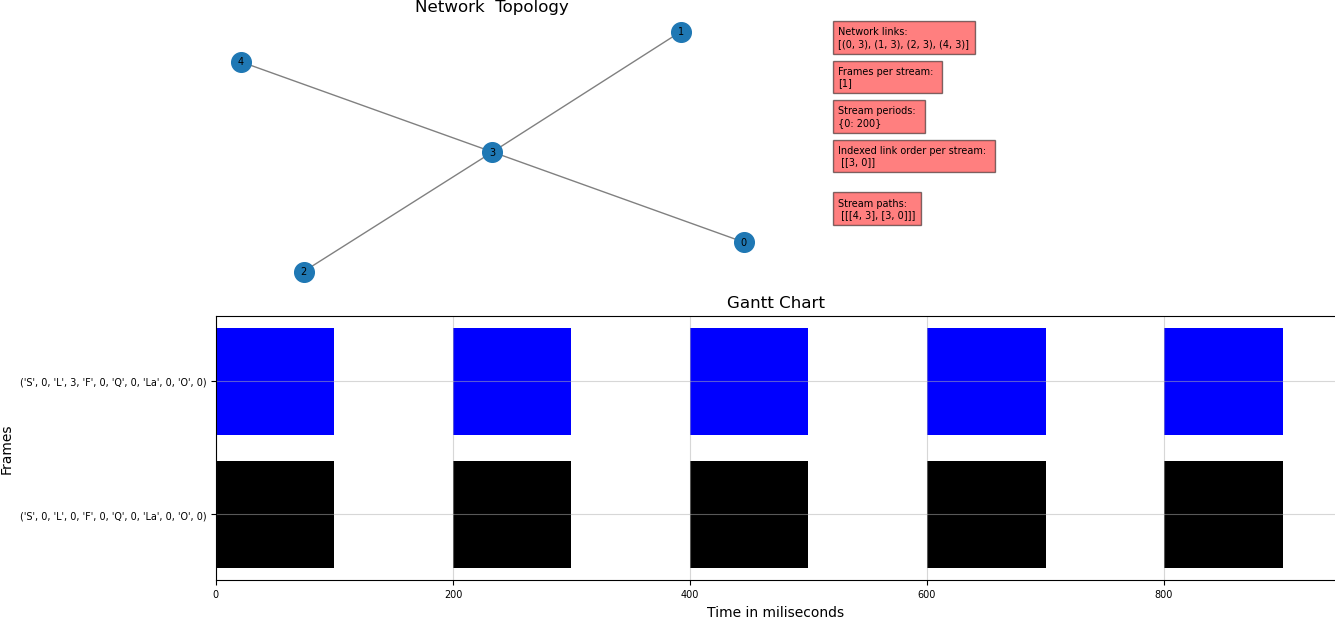 Network  Topology
1
4
3
0
2
Network links:
[(0, 3), (1, 3), (2, 3), (4, 3)]
Frames per stream:
[1]
Stream periods:
{0: 200}
Indexed link order per stream:
[[3, 0]]
Stream paths:
[[[4, 3], [3, 0]]]
Gantt Chart
Frames
('S', 0, 'L', 3, 'F', 0, 'Q', 0, 'La', 0, 'O', 0)
('S', 0, 'L', 0, 'F', 0, 'Q', 0, 'La', 0, 'O', 0)
0 200 400 600 800
Time in miliseconds